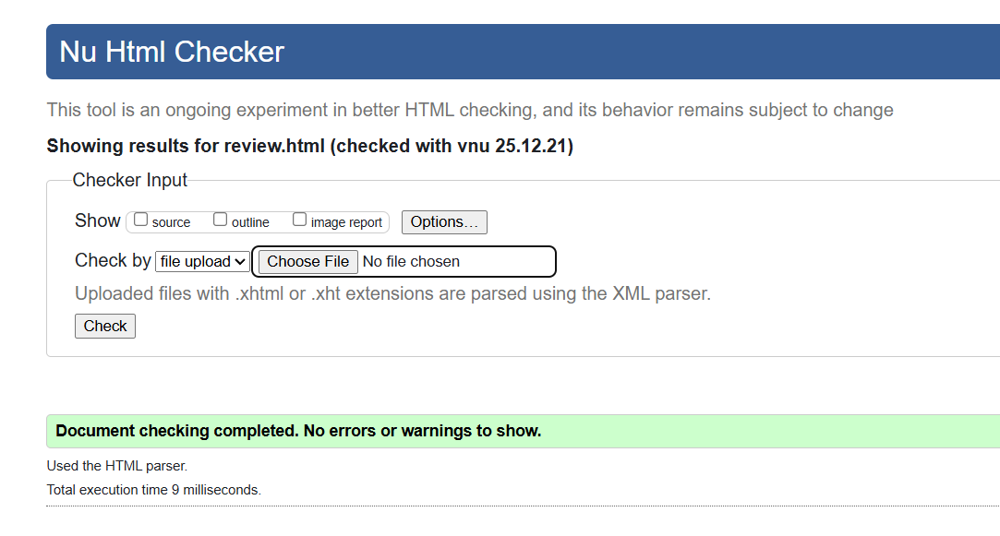 Nu Html Checker
This tool is an ongoing experiment in better HTML checking, and its behavior remains subject to change
Showing results for review.html (checked with vnu 25.12.21)
Checker Input
Show source outline image report Options…
Check by file upload Choose File No file chosen
Uploaded files with .xhtml or .xht extensions are parsed using the XML parser.
Check
Document checking completed. No errors or warnings to show.
Used the HTML parser.
Total execution time 9 milliseconds.